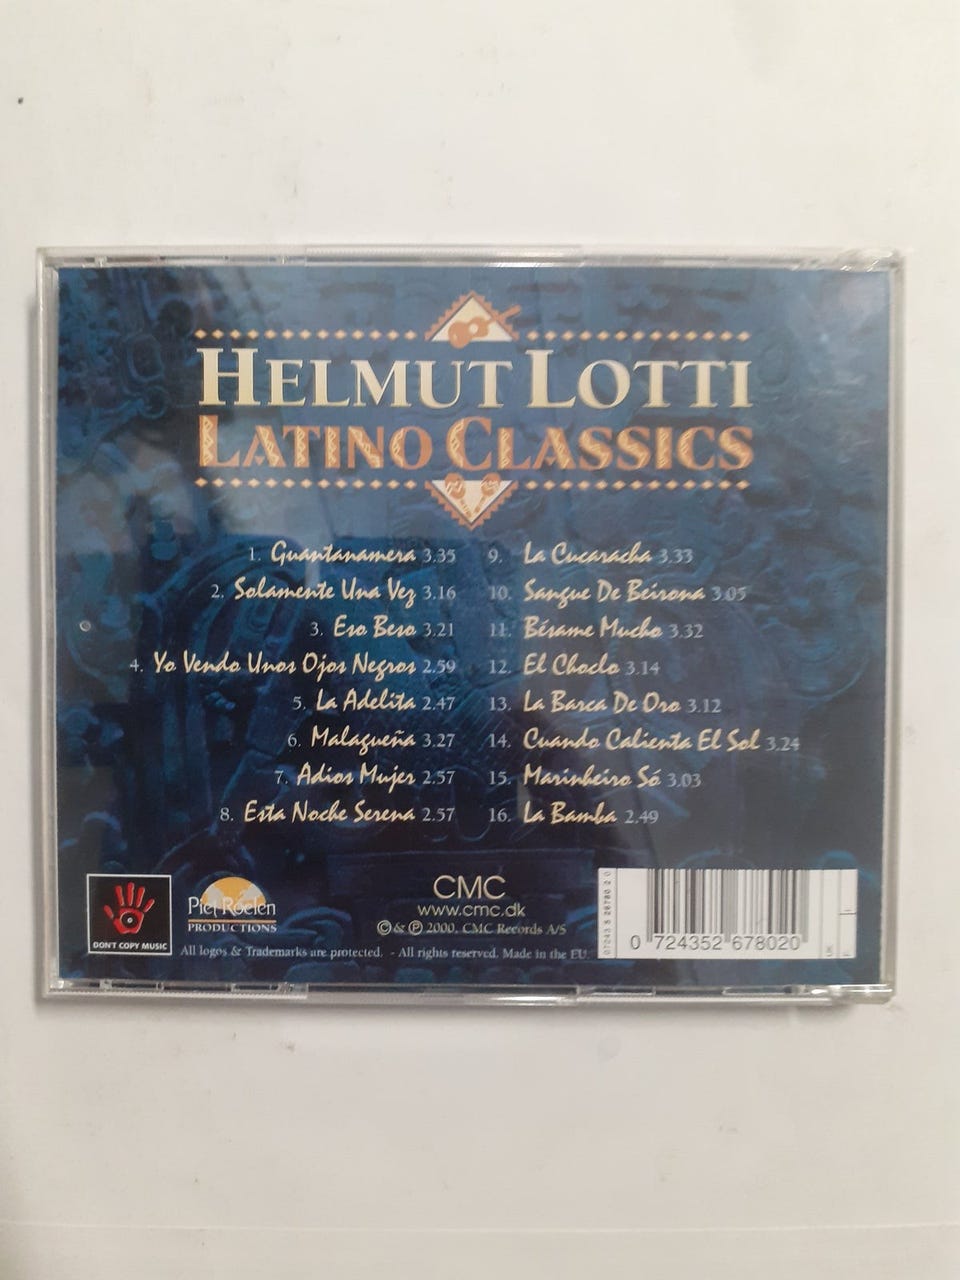 HELMUT LOTTI
LATINO CLASSICS
1. Guantanamera 3.35
2. Solamente Una Vez 3.16
3. Eso Beso 3.21
4. Yo Vendo Unos Ojos Negros 2.59
5. La Adelita 2.47
6. Malagueña 3.27
7. Adios Mujer 2.57
8. Esta Noche Serena 2.57
9. La Cucaracha 3.33
10. Sangue De Beirona 3.05
11. Bésame Mucho 3.32
12. El Choclo 3.14
13. La Barca De Oro 3.12
14. Cuando Calienta El Sol 3.24
15. Marinheiro Só 3.03
16. La Bamba 2.49
DON'T COPY MUSIC
Piet Roelen
PRODUCTIONS
CMC
www.cmc.dk
©&℗ 2000, CMC Records A/S
All logos & Trademarks are protected. - All rights reserved. Made in the EU.
0 724352 678020
07243 5 26780 2 0